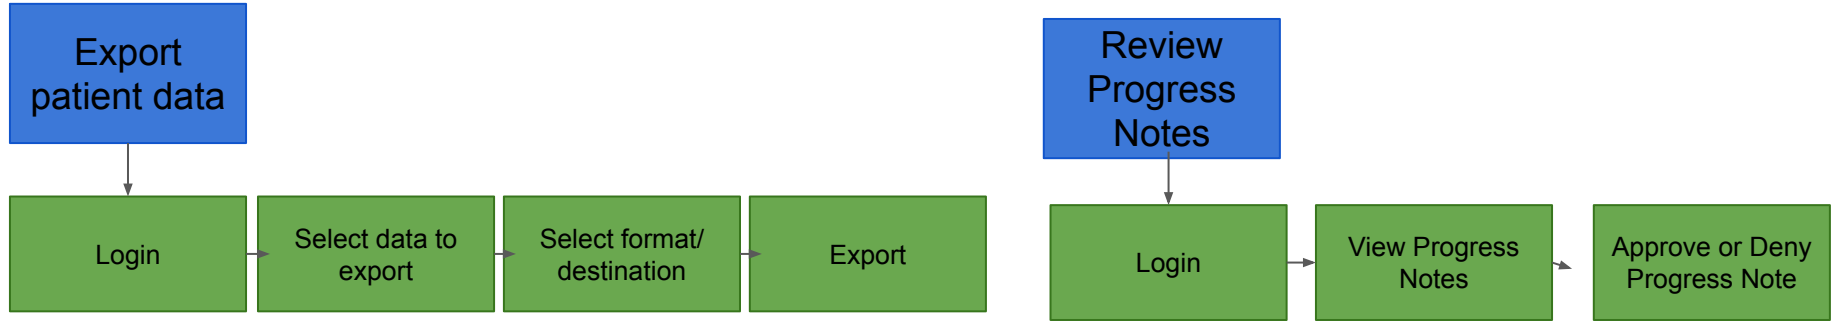 Export
patient data
Login
Select data to
export
Select format/
destination
Export
Review
Progress
Notes
Login
View Progress
Notes
Approve or Deny
Progress Note